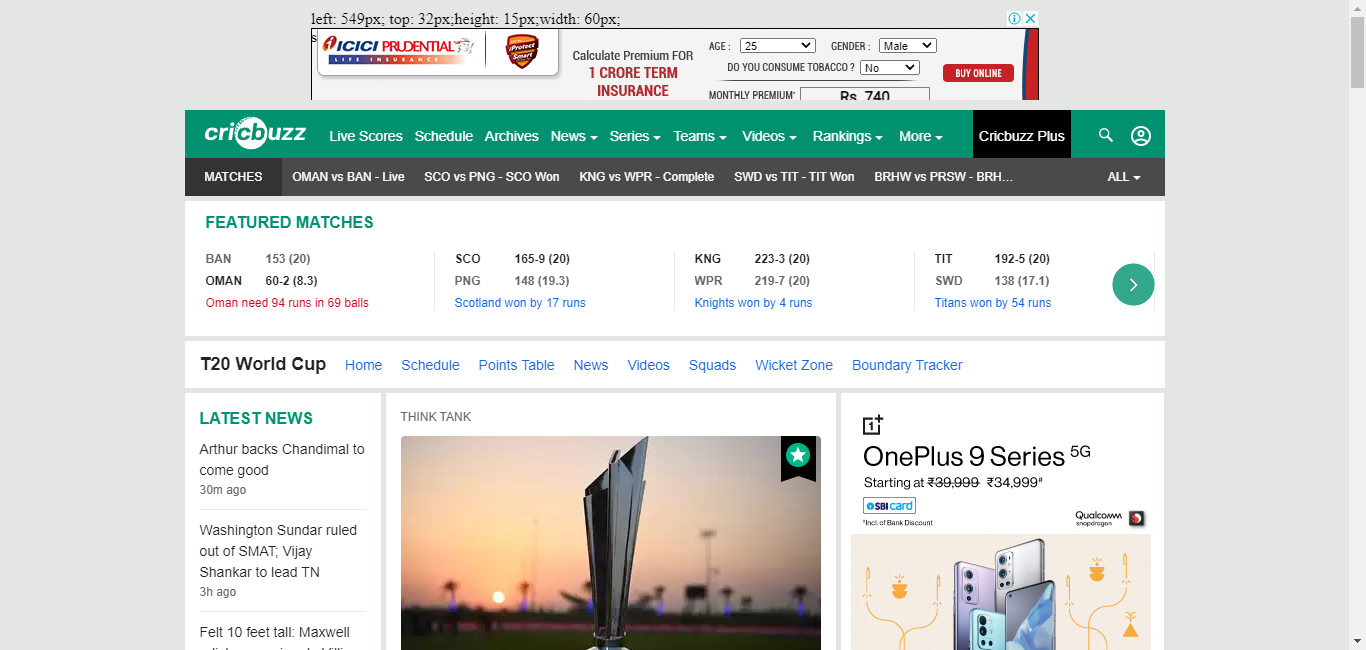 left: 549px; top: 32px;height: 15px;width: 60px;
ICICI PRUDENTIAL
LIFE INSURANCE
iProtect Smart
Calculate Premium FOR
1 CRORE TERM
INSURANCE
AGE : 25 GENDER : Male
DO YOU CONSUME TOBACCO ? No
MONTHLY PREMIUM* Rs 740
BUY ONLINE
cricbuzz Live Scores Schedule Archives News Series Teams Videos Rankings More Cricbuzz Plus
MATCHES OMAN vs BAN - Live SCO vs PNG - SCO Won KNG vs WPR - Complete SWD vs TIT - TIT Won BRHW vs PRSW - BRH... ALL
FEATURED MATCHES
BAN 153 (20)
OMAN 60-2 (8.3)
Oman need 94 runs in 69 balls
SCO 165-9 (20)
PNG 148 (19.3)
Scotland won by 17 runs
KNG 223-3 (20)
WPR 219-7 (20)
Knights won by 4 runs
TIT 192-5 (20)
SWD 138 (17.1)
Titans won by 54 runs
T20 World Cup Home Schedule Points Table News Videos Squads Wicket Zone Boundary Tracker
LATEST NEWS
Arthur backs Chandimal to
come good
30m ago
Washington Sundar ruled
out of SMAT; Vijay
Shankar to lead TN
3h ago
Felt 10 feet tall: Maxwell
THINK TANK
OnePlus 9 Series 5G
Starting at ₹39,999 ₹34,999#
SBI card
#Incl. of Bank Discount
Qualcomm
snapdragon